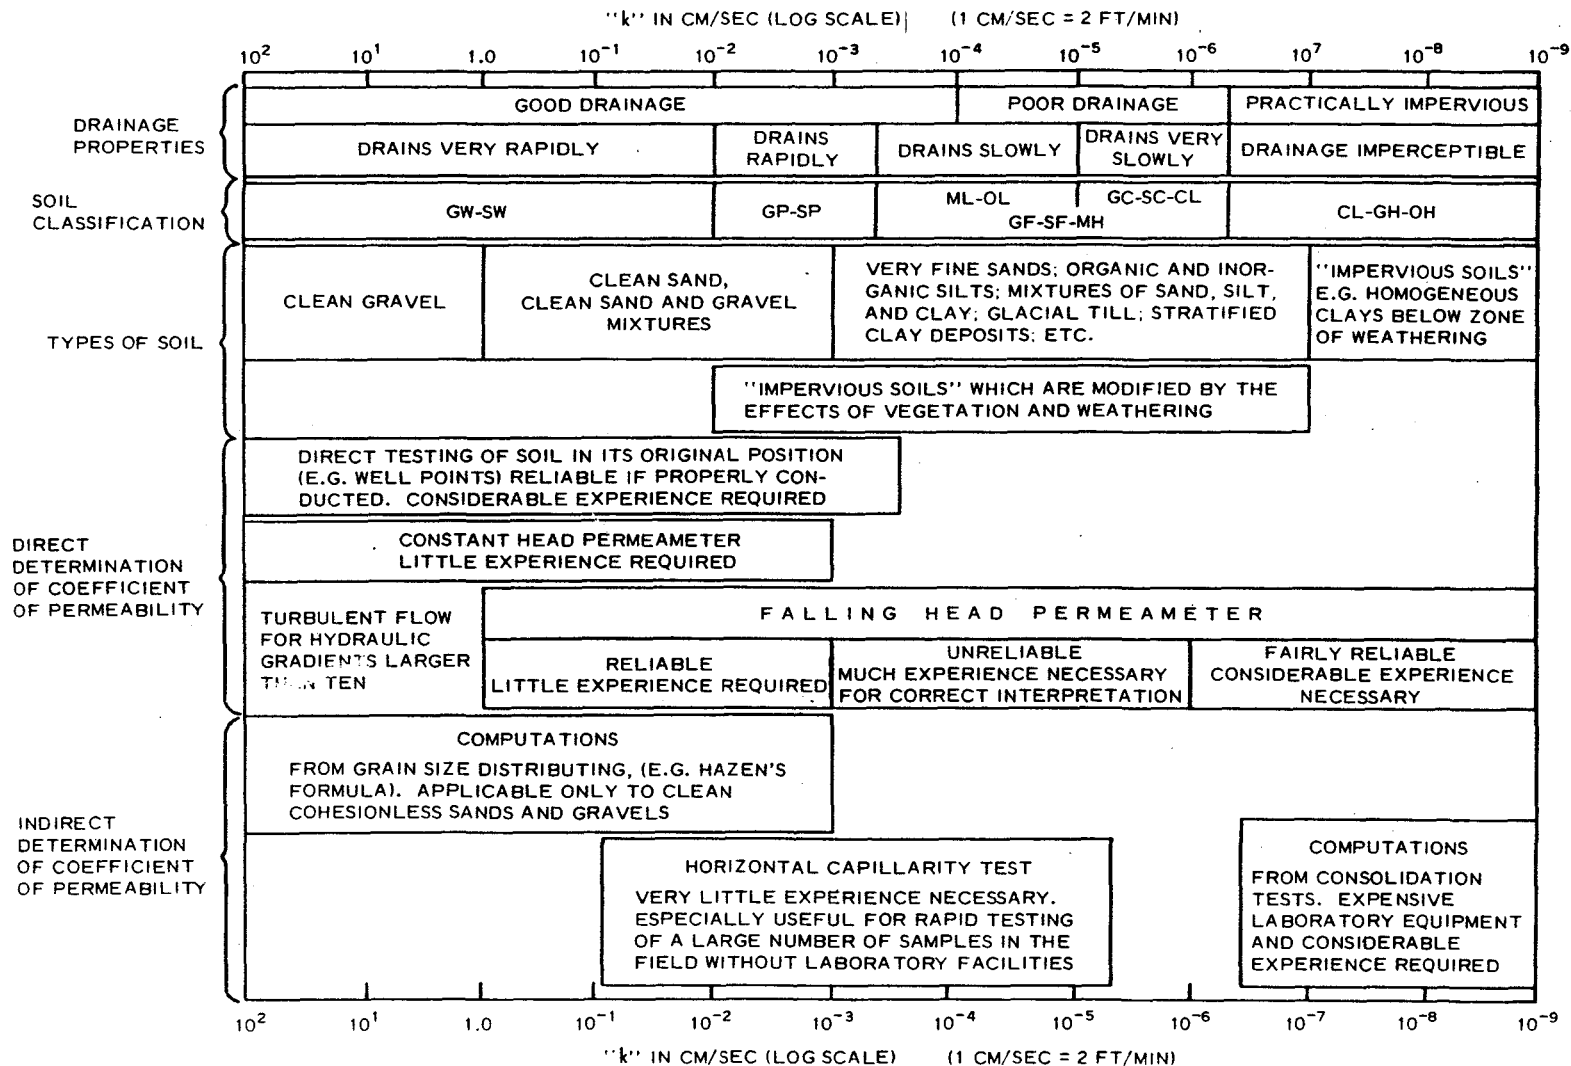 "k" IN CM/SEC (LOG SCALE) (1 CM/SEC = 2 FT/MIN)
10² 10¹ 1.0 10⁻¹ 10⁻² 10⁻³ 10⁻⁴ 10⁻⁵ 10⁻⁶ 10⁷ 10⁻⁸ 10⁻⁹
DRAINAGE
PROPERTIES
GOOD DRAINAGE
POOR DRAINAGE
PRACTICALLY IMPERVIOUS
DRAINS VERY RAPIDLY
DRAINS
RAPIDLY
DRAINS SLOWLY
DRAINS VERY
SLOWLY
DRAINAGE IMPERCEPTIBLE
SOIL
CLASSIFICATION
GW-SW
GP-SP
ML-OL
GC-SC-CL
GF-SF-MH
CL-GH-OH
TYPES OF SOIL
CLEAN GRAVEL
CLEAN SAND,
CLEAN SAND AND GRAVEL
MIXTURES
VERY FINE SANDS; ORGANIC AND INOR-
GANIC SILTS; MIXTURES OF SAND, SILT,
AND CLAY; GLACIAL TILL; STRATIFIED
CLAY DEPOSITS; ETC.
"IMPERVIOUS SOILS"
E.G. HOMOGENEOUS
CLAYS BELOW ZONE
OF WEATHERING
"IMPERVIOUS SOILS" WHICH ARE MODIFIED BY THE
EFFECTS OF VEGETATION AND WEATHERING
DIRECT
DETERMINATION
OF COEFFICIENT
OF PERMEABILITY
DIRECT TESTING OF SOIL IN ITS ORIGINAL POSITION
(E.G. WELL POINTS) RELIABLE IF PROPERLY CON-
DUCTED. CONSIDERABLE EXPERIENCE REQUIRED
CONSTANT HEAD PERMEAMETER
LITTLE EXPERIENCE REQUIRED
TURBULENT FLOW
FOR HYDRAULIC
GRADIENTS LARGER
THAN TEN
FALLING HEAD PERMEAMETER
RELIABLE
LITTLE EXPERIENCE REQUIRED
UNRELIABLE
MUCH EXPERIENCE NECESSARY
FOR CORRECT INTERPRETATION
FAIRLY RELIABLE
CONSIDERABLE EXPERIENCE
NECESSARY
INDIRECT
DETERMINATION
OF COEFFICIENT
OF PERMEABILITY
COMPUTATIONS
FROM GRAIN SIZE DISTRIBUTING, (E.G. HAZEN'S
FORMULA). APPLICABLE ONLY TO CLEAN
COHESIONLESS SANDS AND GRAVELS
HORIZONTAL CAPILLARITY TEST
VERY LITTLE EXPERIENCE NECESSARY.
ESPECIALLY USEFUL FOR RAPID TESTING
OF A LARGE NUMBER OF SAMPLES IN THE
FIELD WITHOUT LABORATORY FACILITIES
COMPUTATIONS
FROM CONSOLIDATION
TESTS. EXPENSIVE
LABORATORY EQUIPMENT
AND CONSIDERABLE
EXPERIENCE REQUIRED
10² 10¹ 1.0 10⁻¹ 10⁻² 10⁻³ 10⁻⁴ 10⁻⁵ 10⁻⁶ 10⁻⁷ 10⁻⁸ 10⁻⁹
"k" IN CM/SEC (LOG SCALE) (1 CM/SEC = 2 FT/MIN)